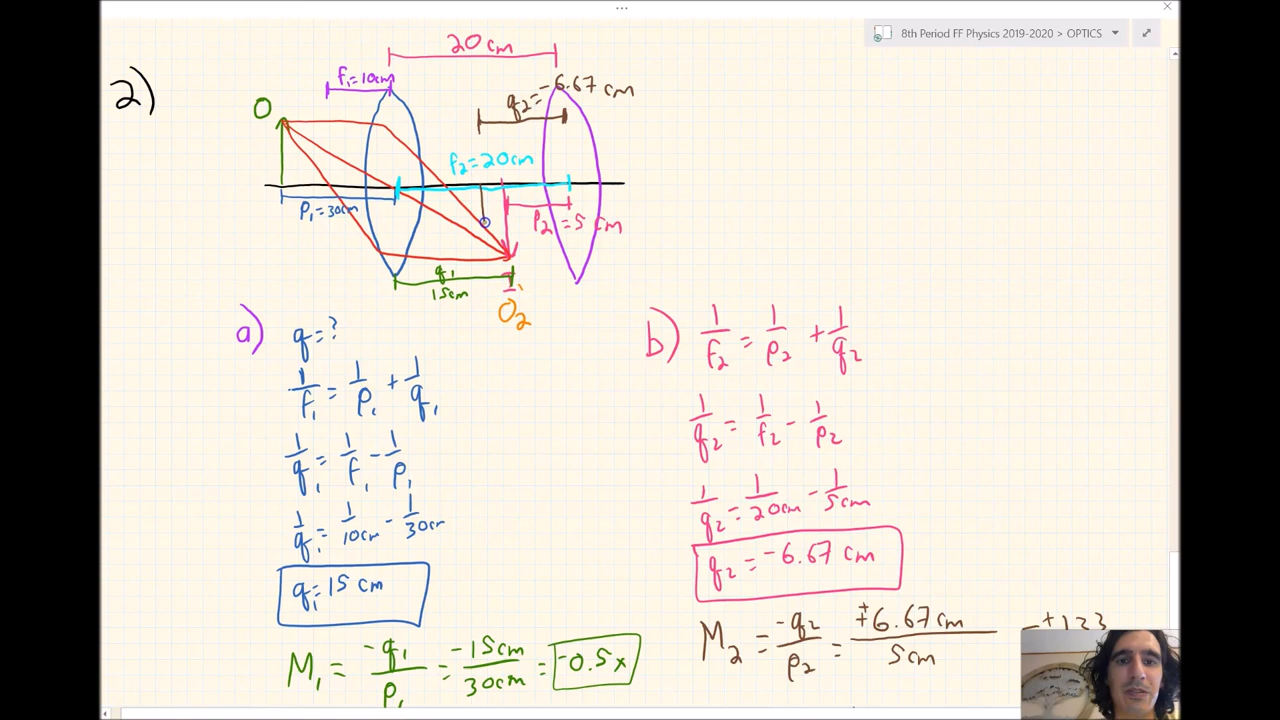 8th Period FF Physics 2019-2020 > OPTICS
2)
20 cm
f₁=10cm
q₂=-6.67 cm
O
f₂=20cm
p₁=30cm
p₂=5 cm
q₁
15cm
O₂
a)
q=?
1/f₁ = 1/p₁ + 1/q₁
1/q₁ = 1/f₁ - 1/p₁
1/q₁ = 1/10cm - 1/30cm
q₁=15 cm
M₁ = -q₁/p₁ = -15cm/30cm = -0.5x
b)
1/f₂ = 1/p₂ + 1/q₂
1/q₂ = 1/f₂ - 1/p₂
1/q₂ = 1/20cm - 1/5cm
q₂ = -6.67 cm
M₂ = -q₂/p₂ = +6.67cm/5cm